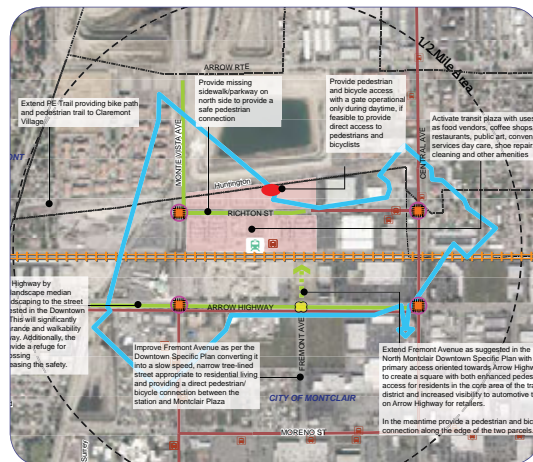 ARROW RTE
1/2 Mile Area
Extend PE Trail providing bike path
and pedestrian trail to Claremont
Village
Provide missing
sidewalk/parkway on
north side to provide a
safe pedestrian
connection
Provide pedestrian
and bicycle access
with a gate operational
only during daytime, if
feasible to provide
direct access to
pedestrians and
bicyclists
Activate transit plaza with uses
as food vendors, coffee shops
restaurants, public art, conven
services day care, shoe repair
cleaning and other amenities
MONTE VISTA AVE
CENTRAL AVE
ONT
Huntington
RICHTON ST
Highway by
andscape median
dscaping to the street
ested in the Downtown
This will significantly
rance and walkability
way. Additionally, the
vide a refuge for
ossing
easing the safety.
ARROW HIGHWAY
FREMONT AVE
Improve Fremont Avenue as per the
Downtown Specific Plan converting it
into a slow speed, narrow tree-lined
street appropriate to residential living
and providing a direct pedestrian/
bicycle connection between the
station and Montclair Plaza
CITY OF MONTCLAIR
Extend Fremont Avenue as suggested in the
North Montclair Downtown Specific Plan with
primary access oriented towards Arrow Highw
to create a square with both enhanced pedes
access for residents in the core area of the tra
district and increased visibility to automotive t
on Arrow Highway for retailers.
In the meantime provide a pedestrian and bic
connection along the edge of the two parcels.
MORENO ST
Surrey